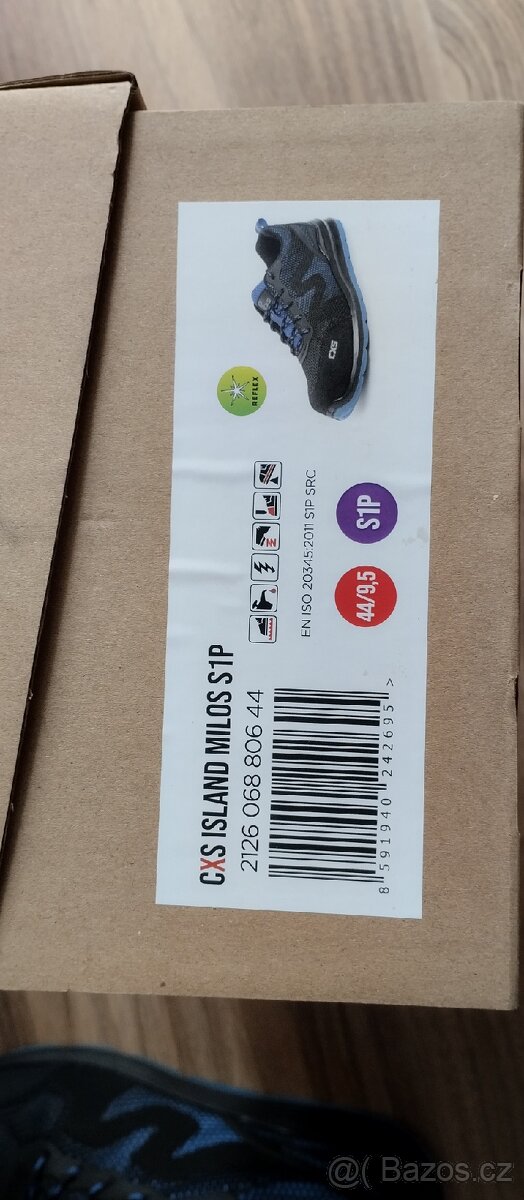 CXS ISLAND MILOS S1P
2126 068 806 44
EN ISO 20345:2011 S1P SRC
REFLEX
CXS
44/9,5
S1P
8 591940 242695 >
@( Bazos.cz